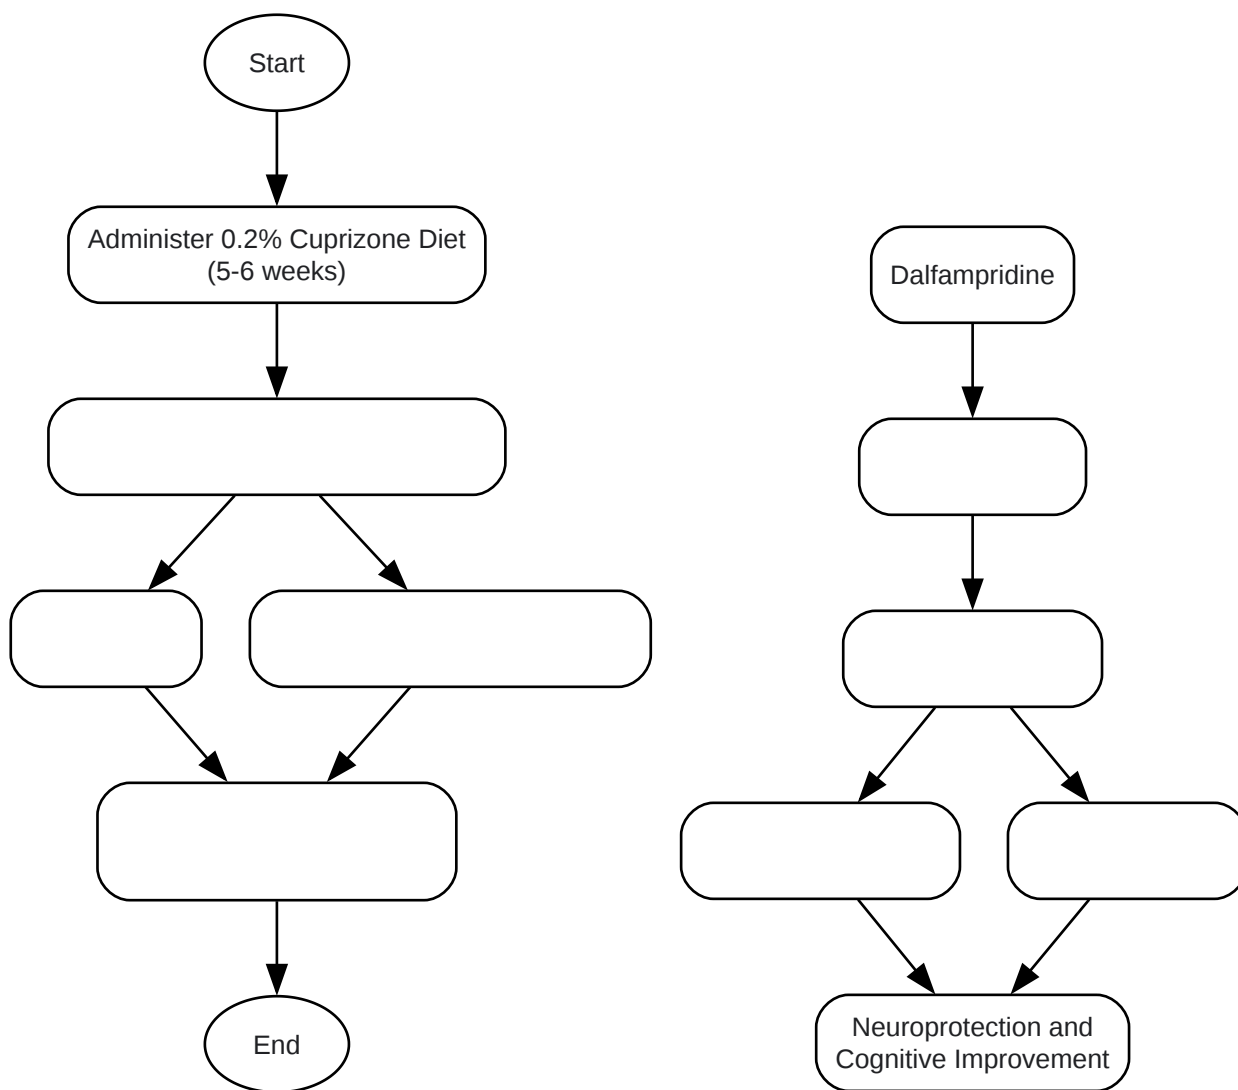 Start
Administer 0.2% Cuprizone Diet
(5-6 weeks)
End
Dalfampridine
Neuroprotection and
Cognitive Improvement